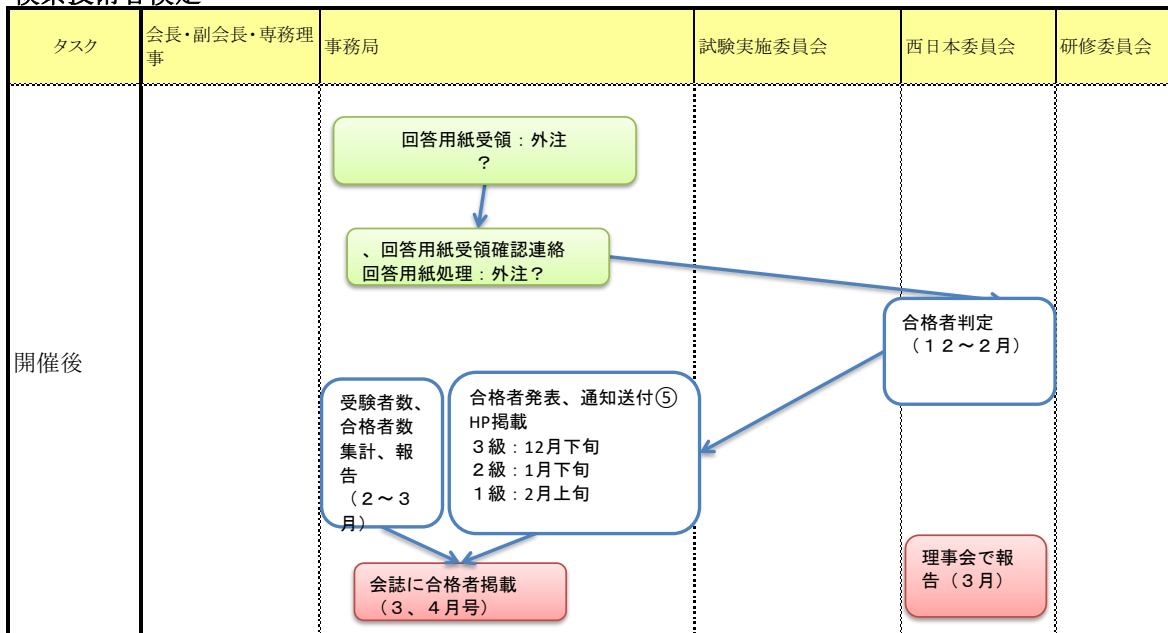 タスク
会長・副会長・専務理
事
事務局
試験実施委員会
西日本委員会
研修委員会
開催後
回答用紙受領：外注
？
、回答用紙受領確認連絡
回答用紙処理：外注？
合格者判定
（１２～２月）
受験者数、
合格者数
集計、報
告
（２～３
月）
合格者発表、通知送付⑤
HP掲載
３級：12月下旬
２級：1月下旬
１級：2月上旬
会誌に合格者掲載
（３、４月号）
理事会で報
告（３月）